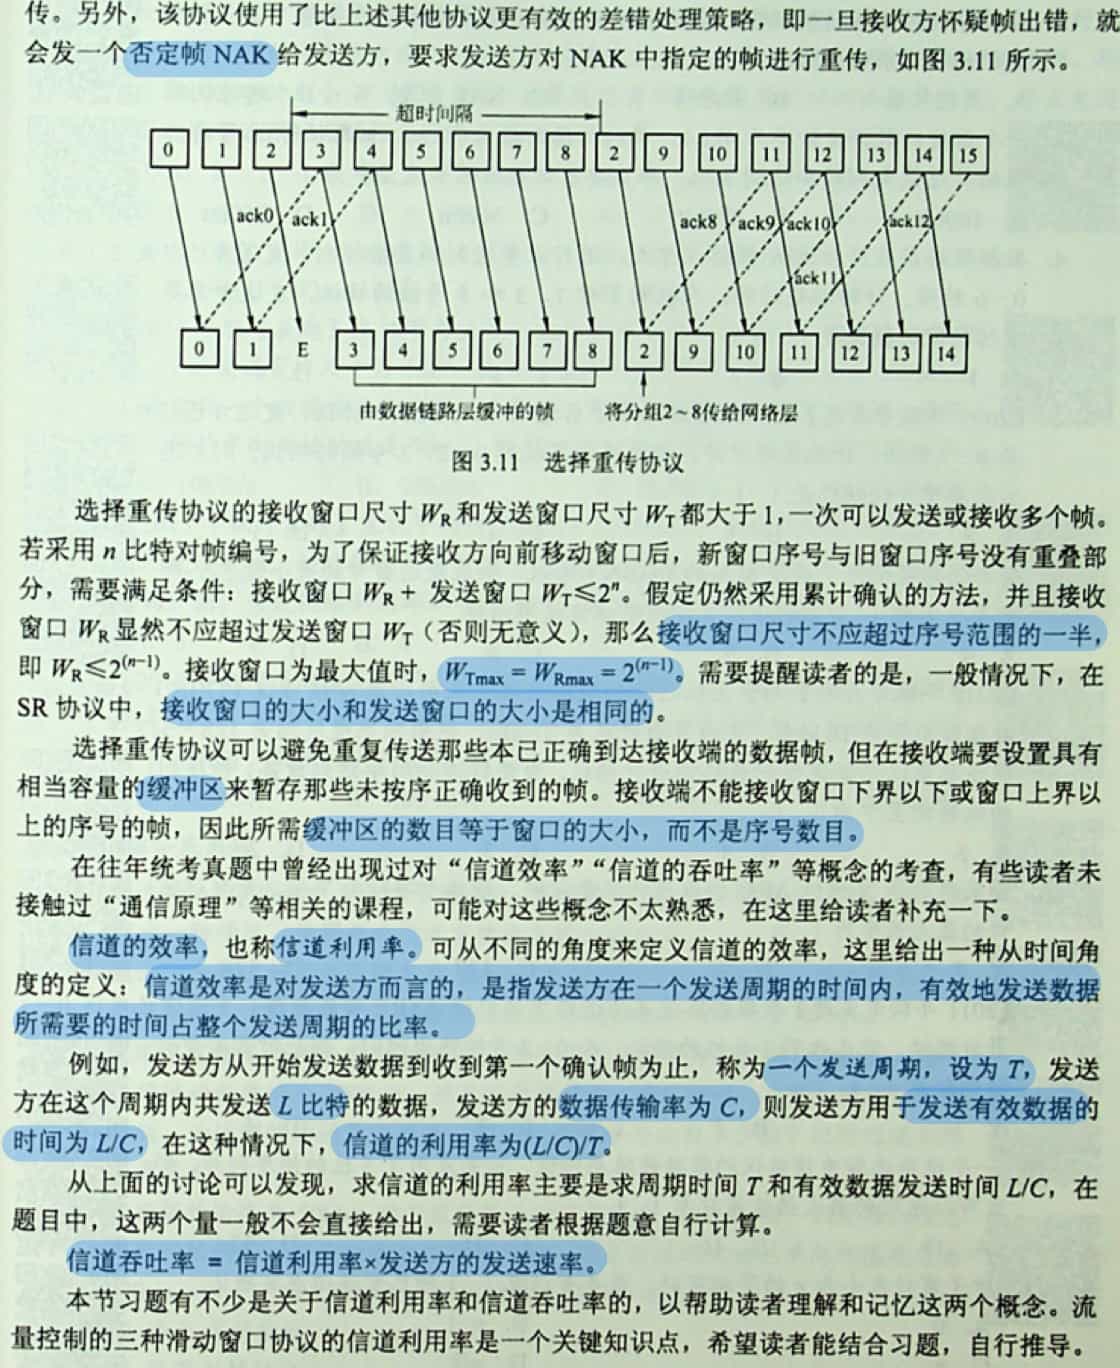 传。另外，该协议使用了比上述其他协议更有效的差错处理策略，即一旦接收方怀疑帧出错，就
会发一个否定帧 NAK 给发送方，要求发送方对 NAK 中指定的帧进行重传，如图 3.11 所示。
超时间隔
0 1 2 3 4 5 6 7 8 2 9 10 11 12 13 14 15
ack0 ack1 ack8 ack9 ack10 ack12
ack11
0 1 E 3 4 5 6 7 8 2 9 10 11 12 13 14
由数据链路层缓冲的帧 将分组2~8传给网络层
图 3.11 选择重传协议
选择重传协议的接收窗口尺寸 WR 和发送窗口尺寸 WT 都大于 1，一次可以发送或接收多个帧。
若采用 n 比特对帧编号，为了保证接收方向前移动窗口后，新窗口序号与旧窗口序号没有重叠部
分，需要满足条件：接收窗口 WR + 发送窗口 WT≤2ⁿ。假定仍然采用累计确认的方法，并且接收
窗口 WR 显然不应超过发送窗口 WT（否则无意义），那么接收窗口尺寸不应超过序号范围的一半，
即 WR≤2⁽ⁿ⁻¹⁾。接收窗口为最大值时，WTmax = WRmax = 2⁽ⁿ⁻¹⁾。需要提醒读者的是，一般情况下，在
SR 协议中，接收窗口的大小和发送窗口的大小是相同的。
选择重传协议可以避免重复传送那些本已正确到达接收端的数据帧，但在接收端要设置具有
相当容量的缓冲区来暂存那些未按序正确收到的帧。接收端不能接收窗口下界以下或窗口上界以
上的序号的帧，因此所需缓冲区的数目等于窗口的大小，而不是序号数目。
在往年统考真题中曾经出现过对“信道效率”“信道的吞吐率”等概念的考查，有些读者未
接触过“通信原理”等相关的课程，可能对这些概念不太熟悉，在这里给读者补充一下。
信道的效率，也称信道利用率。可从不同的角度来定义信道的效率，这里给出一种从时间角
度的定义：信道效率是对发送方而言的，是指发送方在一个发送周期的时间内，有效地发送数据
所需要的时间占整个发送周期的比率。
例如，发送方从开始发送数据到收到第一个确认帧为止，称为一个发送周期，设为 T，发送
方在这个周期内共发送 L 比特的数据，发送方的数据传输率为 C，则发送方用于发送有效数据的
时间为 L/C，在这种情况下，信道的利用率为(L/C)/T。
从上面的讨论可以发现，求信道的利用率主要是求周期时间 T 和有效数据发送时间 L/C，在
题目中，这两个量一般不会直接给出，需要读者根据题意自行计算。
信道吞吐率 = 信道利用率×发送方的发送速率。
本节习题有不少是关于信道利用率和信道吞吐率的，以帮助读者理解和记忆这两个概念。流
量控制的三种滑动窗口协议的信道利用率是一个关键知识点，希望读者能结合习题，自行推导。